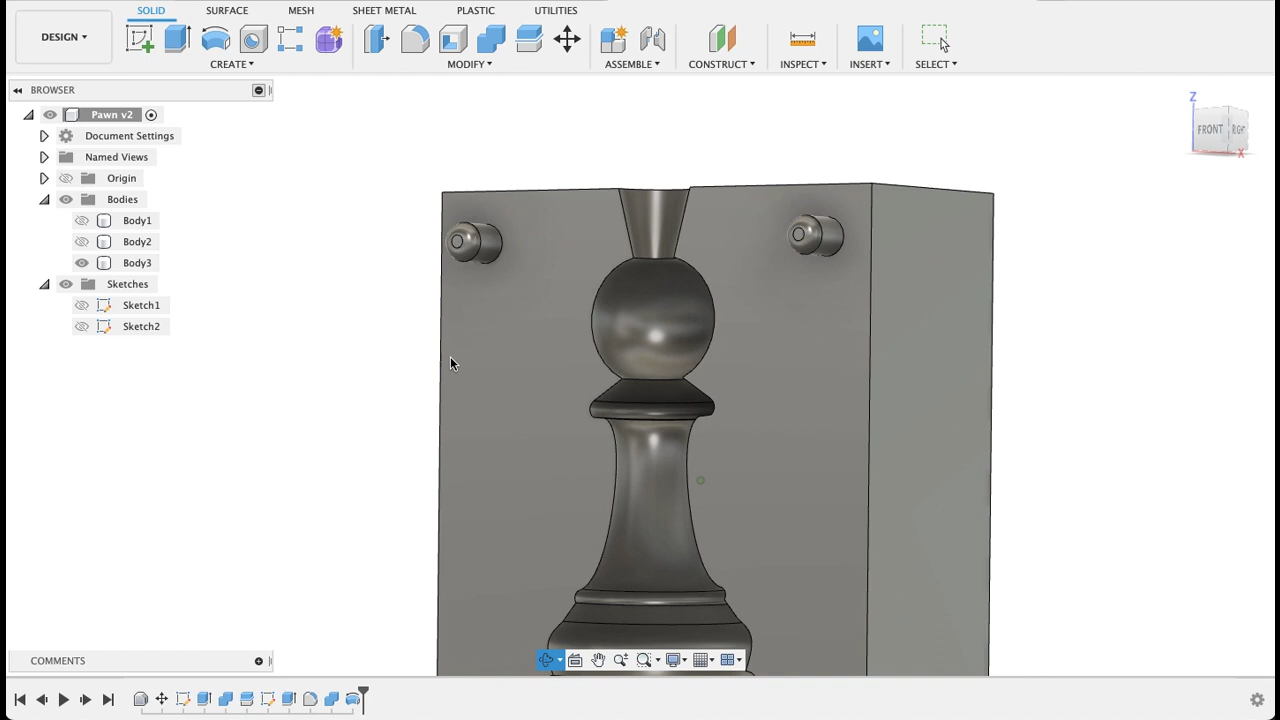 SOLID SURFACE MESH SHEET METAL PLASTIC UTILITIES
DESIGN
CREATE MODIFY ASSEMBLE CONSTRUCT INSPECT INSERT SELECT
BROWSER
Pawn v2
Document Settings
Named Views
Origin
Bodies
Body1
Body2
Body3
Sketches
Sketch1
Sketch2
Z
FRONT
X
COMMENTS